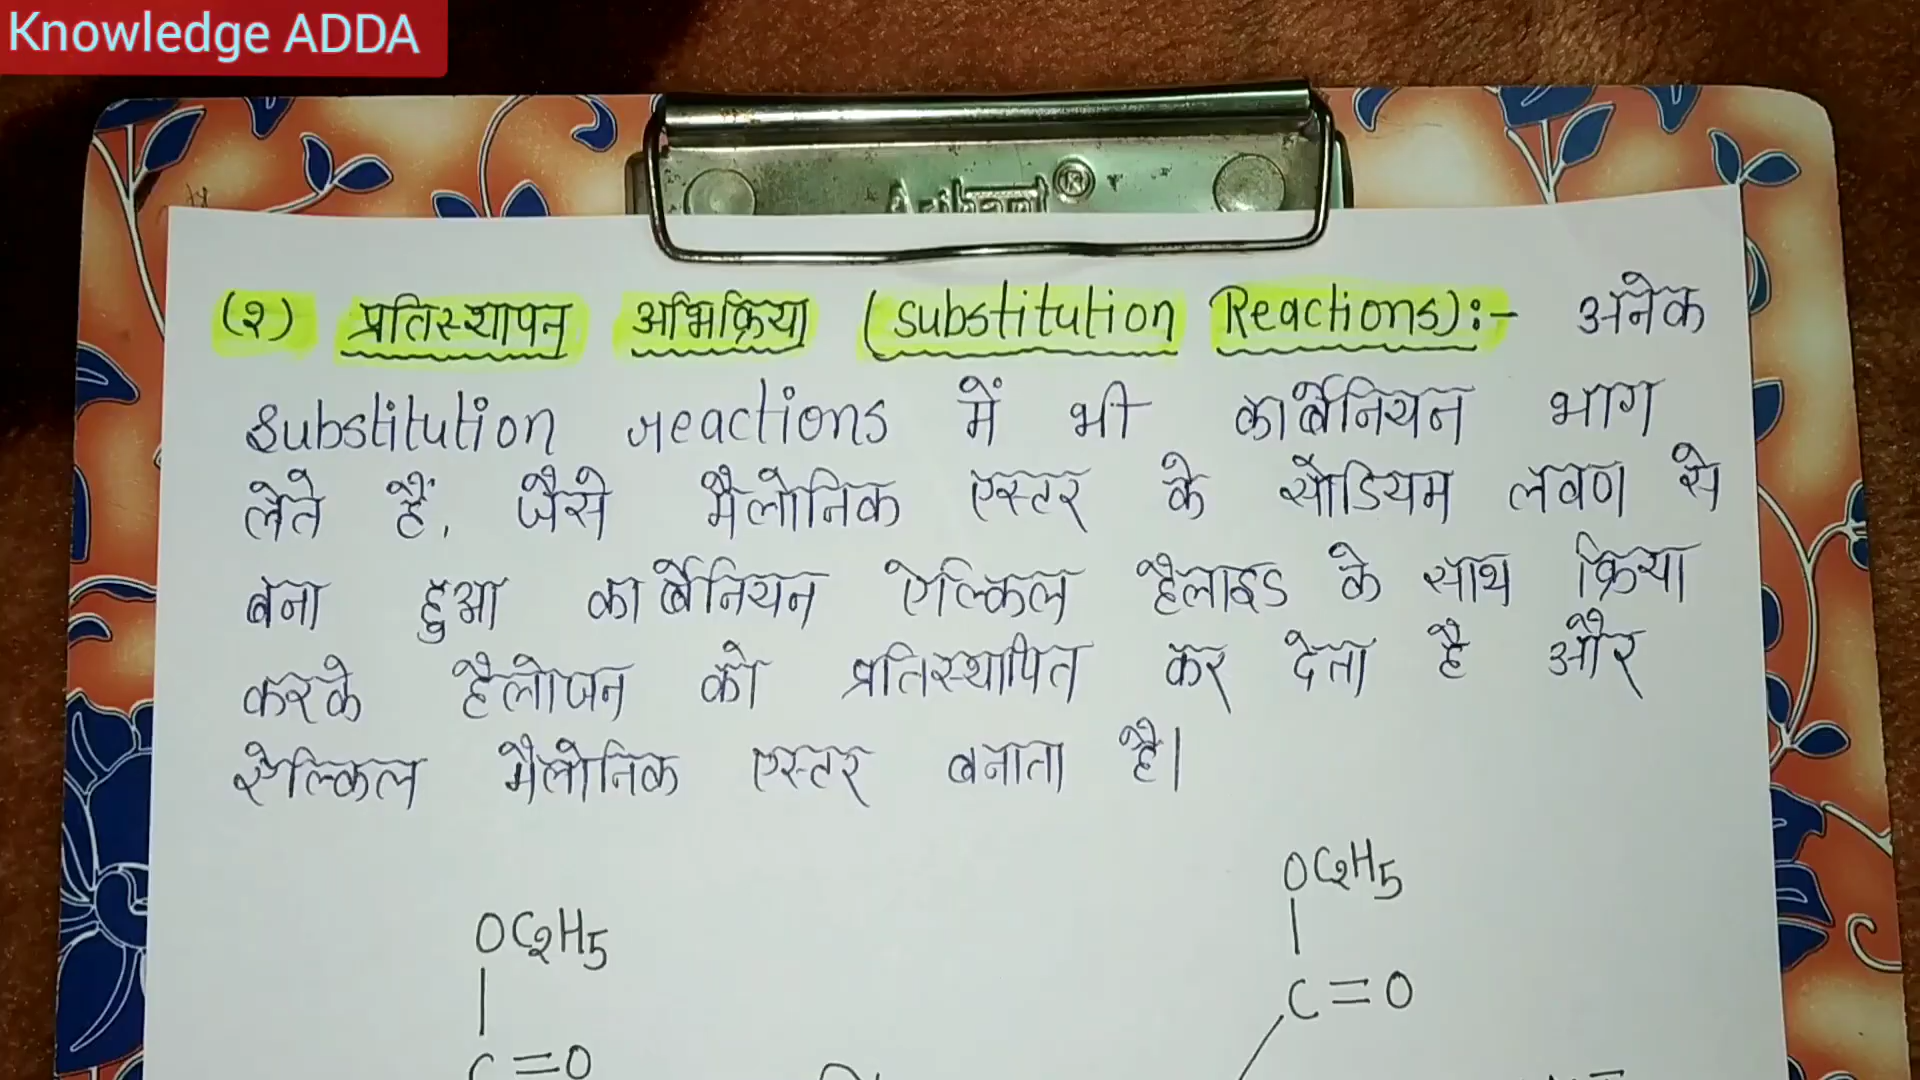 Knowledge ADDA
(२) प्रतिस्थापन अभिक्रिया (substitution Reactions):- अनेक
substitution reactions में भी कार्बेनियन भाग
लेते हैं, जैसे मैलोनिक एस्टर के सोडियम लवण से
बना हुआ कार्बेनियन ऐल्किल हैलाइड के साथ क्रिया
करके हैलोजन को प्रतिस्थापित कर देता है और
ऐल्किल मैलोनिक एस्टर बनाता है।
OC2H5
OC2H5
C=O
C=O